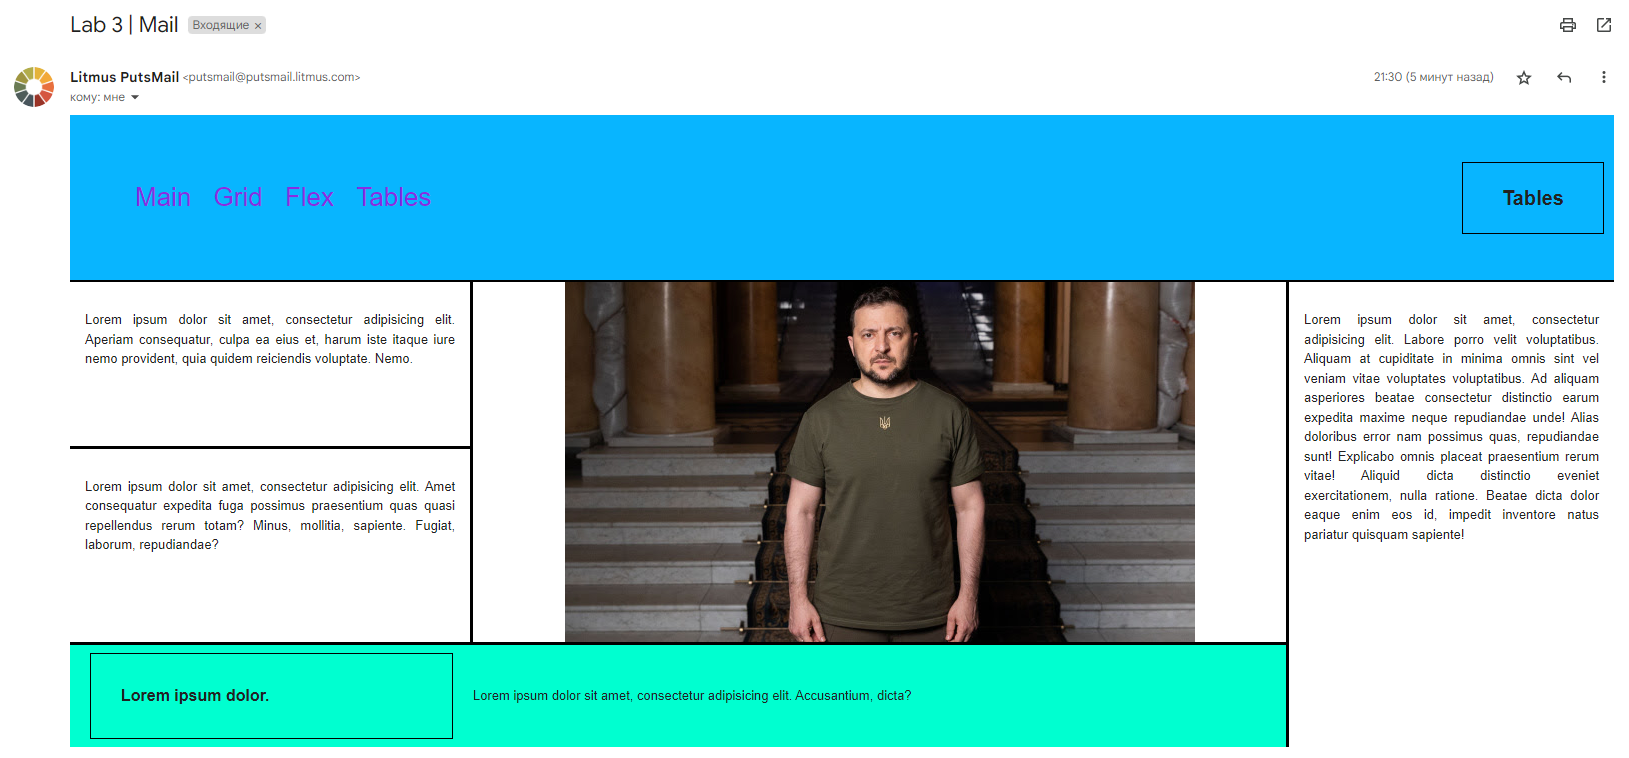 Lab 3 | Mail Входящие ×
Litmus PutsMail <putsmail@putsmail.litmus.com> 21:30 (5 минут назад)
кому: мне
Main Grid Flex Tables
Tables
Lorem ipsum dolor sit amet, consectetur adipisicing elit.
Aperiam consequatur, culpa ea eius et, harum iste itaque iure
nemo provident, quia quidem reiciendis voluptate. Nemo.
Lorem ipsum dolor sit amet, consectetur adipisicing elit. Amet
consequatur expedita fuga possimus praesentium quas quasi
repellendus rerum totam? Minus, mollitia, sapiente. Fugiat,
laborum, repudiandae?
Lorem ipsum dolor sit amet, consectetur
adipisicing elit. Labore porro velit voluptatibus.
Aliquam at cupiditate in minima omnis sint vel
veniam vitae voluptates voluptatibus. Ad aliquam
asperiores beatae consectetur distinctio earum
expedita maxime neque repudiandae unde! Alias
doloribus error nam possimus quas, repudiandae
sunt! Explicabo omnis placeat praesentium rerum
vitae! Aliquid dicta distinctio eveniet
exercitationem, nulla ratione. Beatae dicta dolor
eaque enim eos id, impedit inventore natus
pariatur quisquam sapiente!
Lorem ipsum dolor.
Lorem ipsum dolor sit amet, consectetur adipisicing elit. Accusantium, dicta?